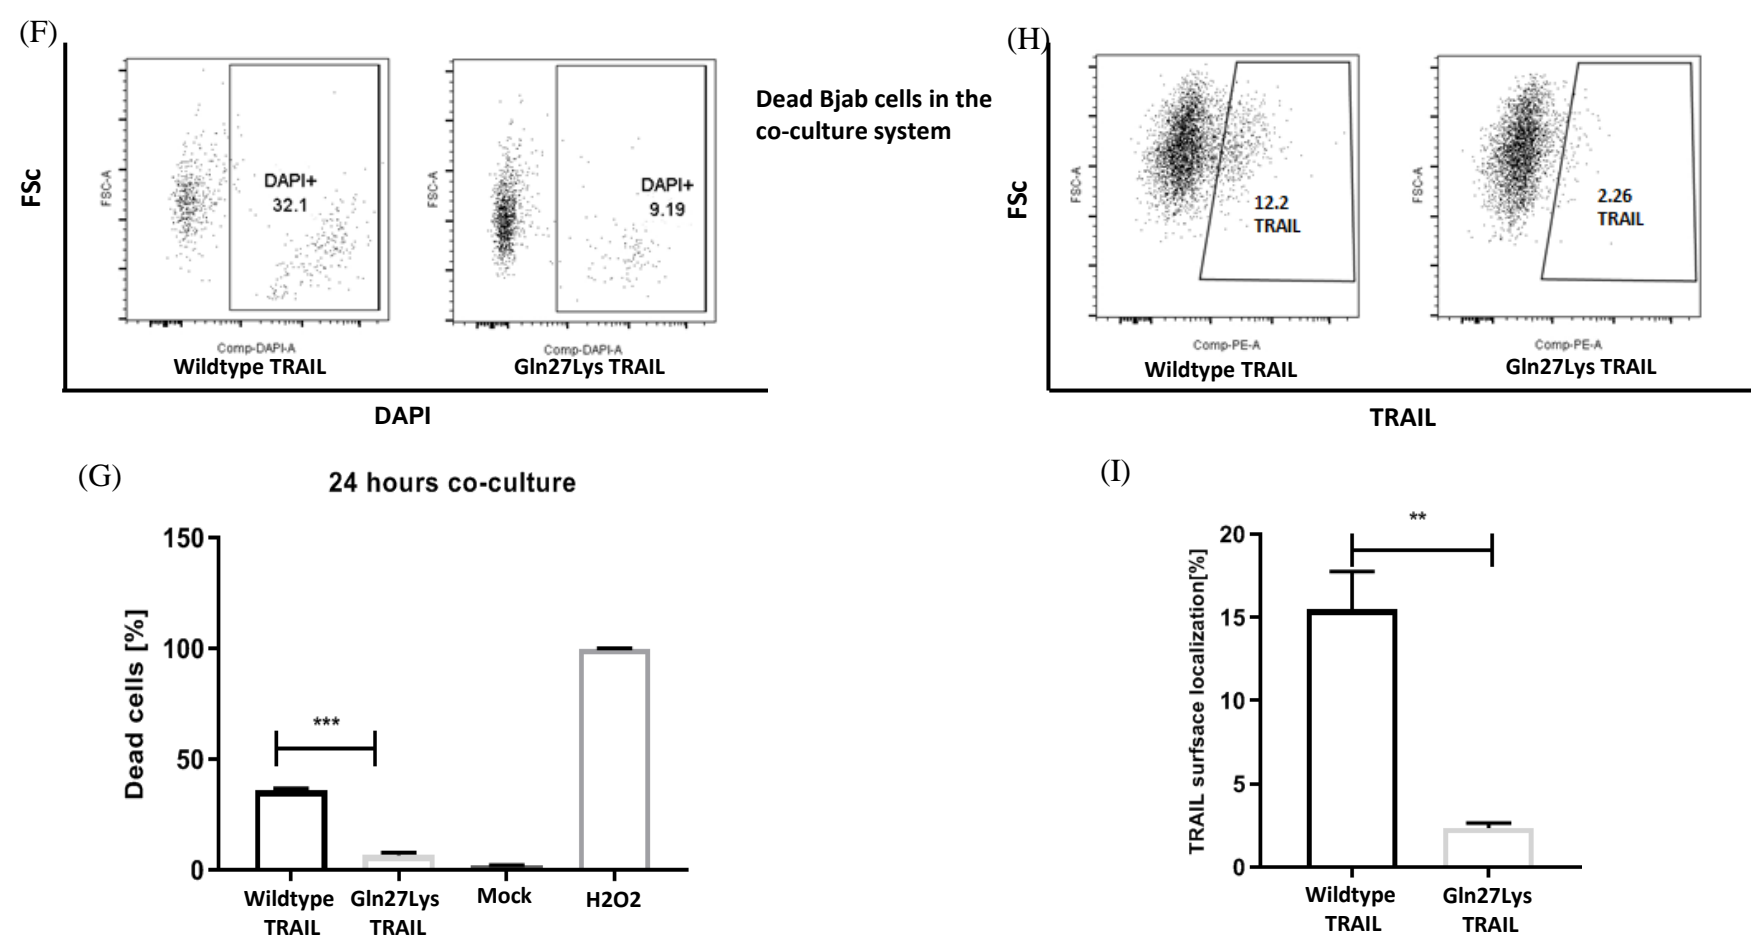 (F)
FSc
FSC-A
DAPI+
32.1
Comp-DAPI-A
Wildtype TRAIL
FSC-A
DAPI+
9.19
Comp-DAPI-A
Gln27Lys TRAIL
DAPI
Dead Bjab cells in the
co-culture system
(H)
FSc
FSC-A
12.2
TRAIL
Comp-PE-A
Wildtype TRAIL
FSC-A
2.26
TRAIL
Comp-PE-A
Gln27Lys TRAIL
TRAIL
(G)
24 hours co-culture
Dead cells [%]
150
100
50
0
***
Wildtype
TRAIL
Gln27Lys
TRAIL
Mock
H2O2
(I)
TRAIL surfsace localization[%]
20
15
10
5
0
**
Wildtype
TRAIL
Gln27Lys
TRAIL